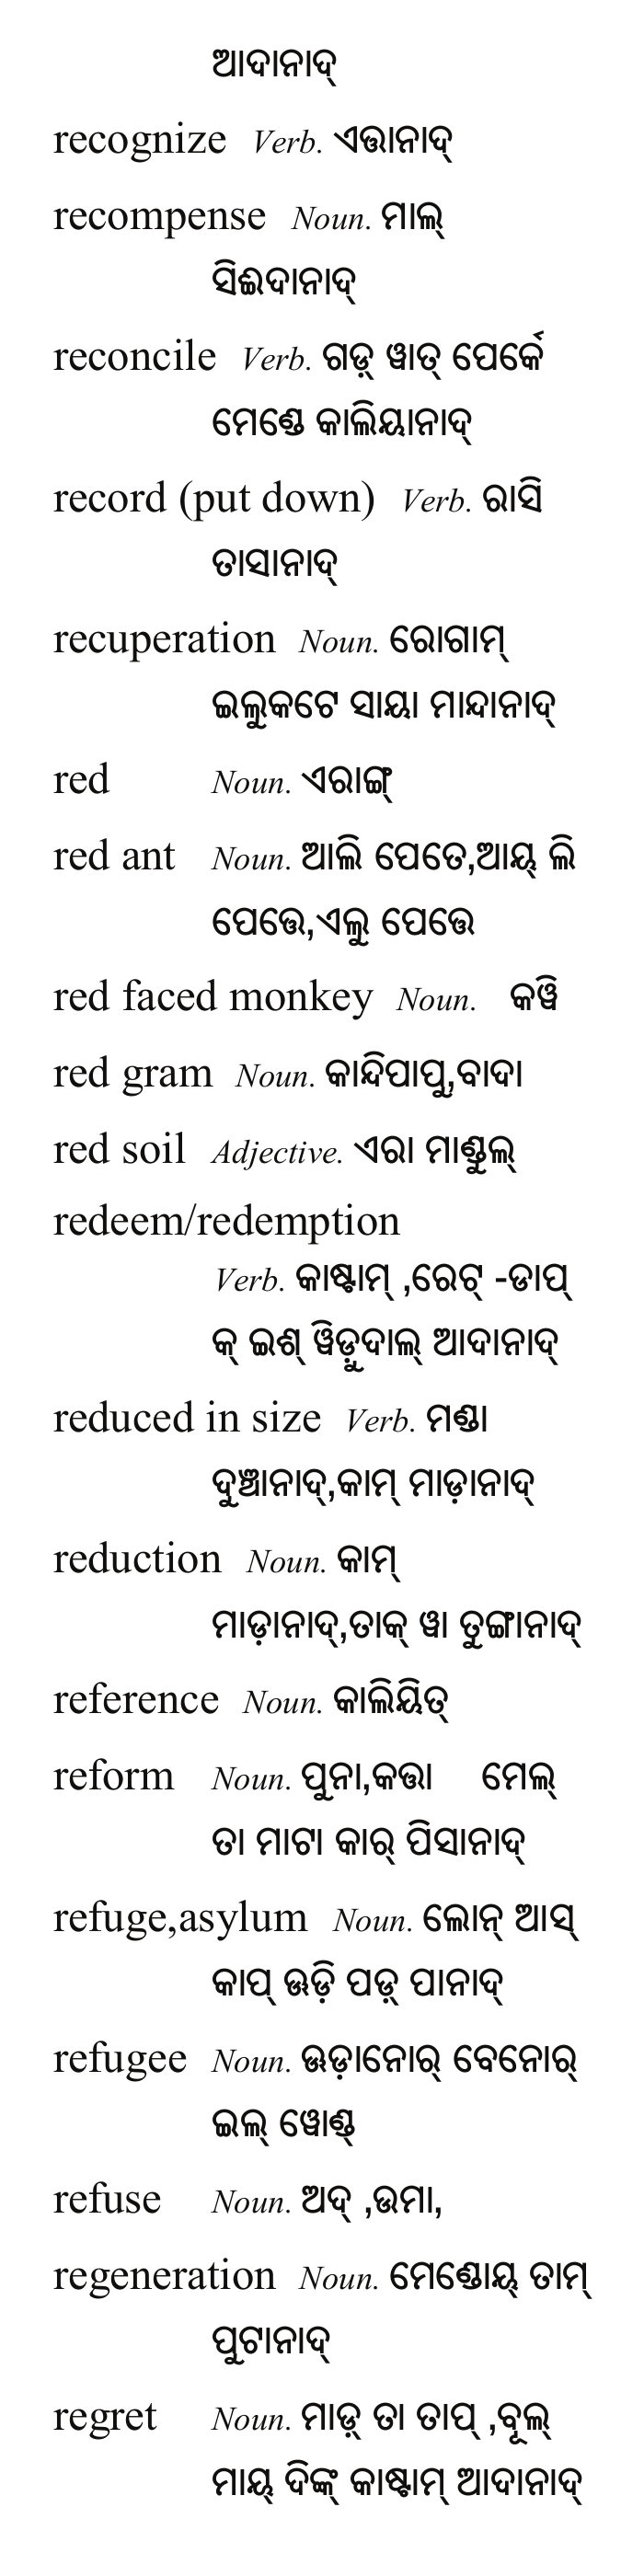 ଆଦାନାଦ୍
recognize Verb. ଏତ୍ତାନାଦ୍
recompense Noun. ମାଲ୍
ସିଈଦାନାଦ୍
reconcile Verb. ଗଡ଼୍ ୱାତ୍ ପେର୍କେ
ମେଣ୍ଡେ କାଲିୟାନାଦ୍
record (put down) Verb. ରାସି
ତାସାନାଦ୍
recuperation Noun. ରୋଗାମ୍
ଇଲୁକଟେ ସାୟା ମାନ୍ଦାନାଦ୍
red Noun. ଏରାଙ୍ଗ୍
red ant Noun. ଆଲି ପେତେ,ଆୟ୍ ଲି
ପେତ୍ତେ,ଏଲୁ ପେତ୍ତେ
red faced monkey Noun. କୱି
red gram Noun. କାନ୍ଦିପାପୁ,ବାଦା
red soil Adjective. ଏରା ମାଣ୍ଡୁଲ୍
redeem/redemption
Verb. କାଷ୍ଟାମ୍ ,ରେଟ୍ -ଡାପ୍
କ୍ ଇଶ୍ ୱିଡ଼ୁଦାଲ୍ ଆଦାନାଦ୍
reduced in size Verb. ମଣ୍ଡା
ଦୁଞ୍ଚାନାଦ୍,କାମ୍ ମାଡ଼ାନାଦ୍
reduction Noun. କାମ୍
ମାଡ଼ାନାଦ୍,ତାକ୍ ୱା ତୁଙ୍ଗାନାଦ୍
reference Noun. କାଲିୟିତ୍
reform Noun. ପୁନା,କତ୍ତା ମେଲ୍
ତା ମାଟା କାର୍ ପିସାନାଦ୍
refuge,asylum Noun. ଲୋନ୍ ଆସ୍
କାପ୍ ଊଡ଼ି ପଡ଼୍ ପାନାଦ୍
refugee Noun. ଊଡ଼ାନୋର୍ ବେନୋର୍
ଇଲ୍ ୱୋଣ୍ଡ୍
refuse Noun. ଅଦ୍ ,ଉମା,
regeneration Noun. ମେଣ୍ଡୋୟ୍ ତାମ୍
ପୁଟାନାଦ୍
regret Noun. ମାଡ଼୍ ତା ତାପ୍ ,ବୂଲ୍
ମାୟ୍ ଦିଙ୍କ୍ କାଷ୍ଟାମ୍ ଆଦାନାଦ୍